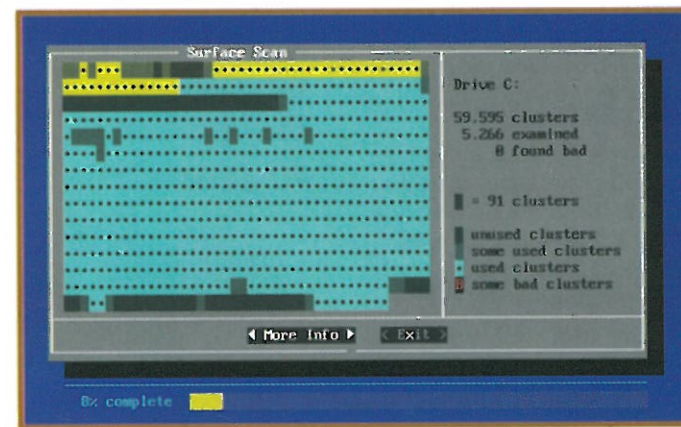 Surface Scan
Drive C:
59.595 clusters
5.266 examined
0 found bad
= 91 clusters
unused clusters
some used clusters
used clusters
B some bad clusters
◄ More Info ►
< Exit >
8% complete